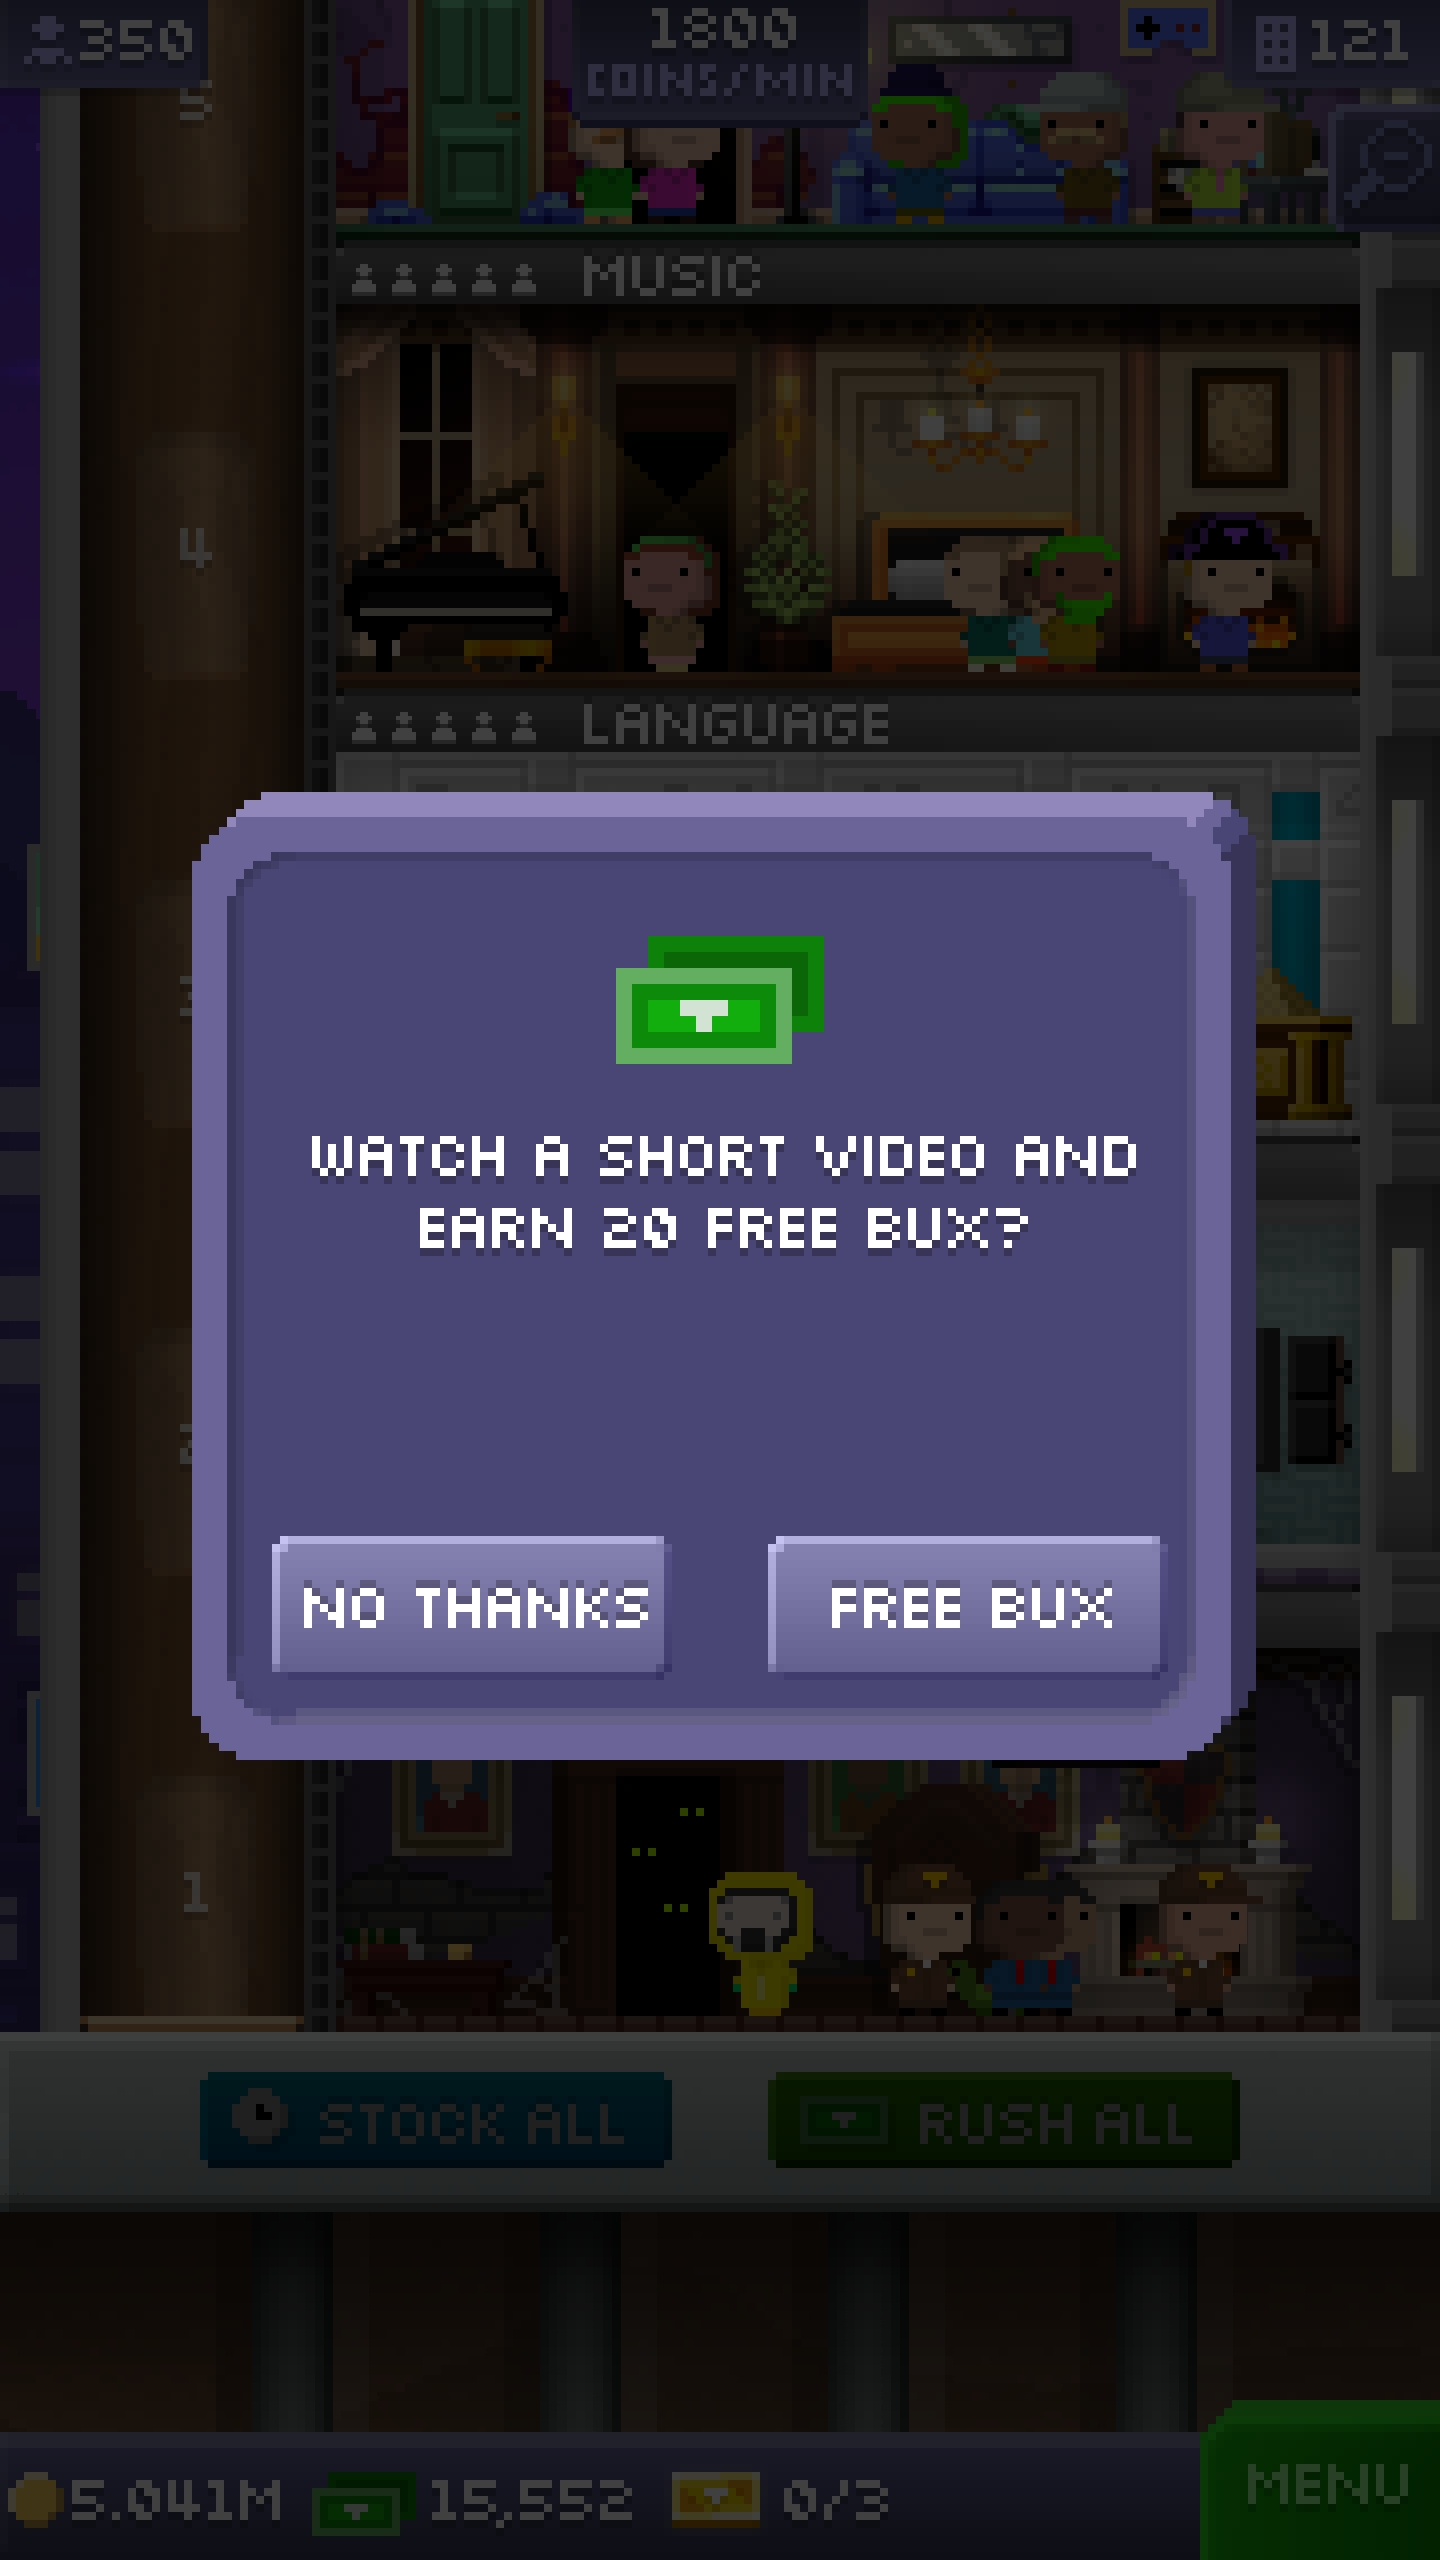 350
1800
COINS/MIN
121
5
MUSIC
4
LANGUAGE
WATCH A SHORT VIDEO AND
EARN 20 FREE BUX?
NO THANKS
FREE BUX
1
STOCK ALL
RUSH ALL
5.041M
15,552
0/3
MENU